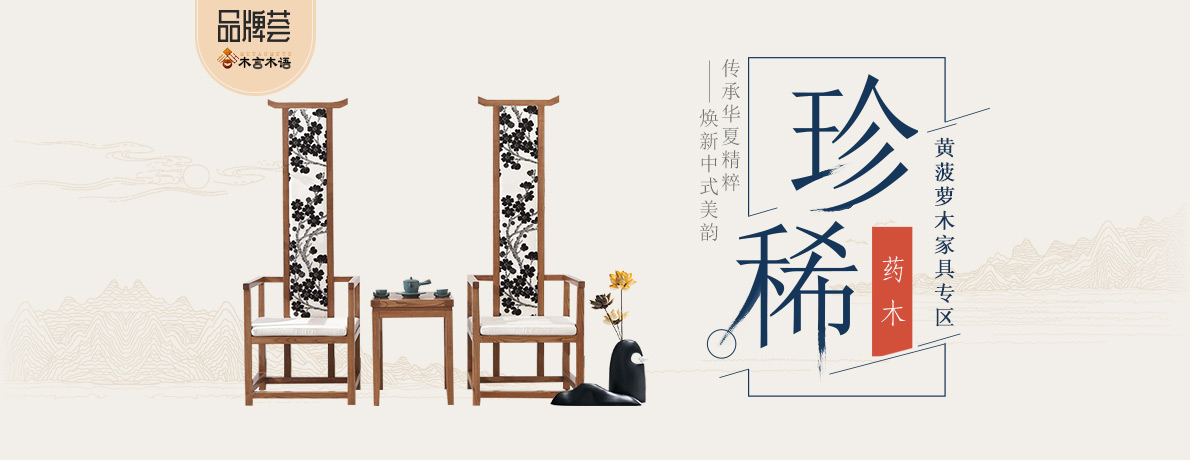 品牌荟
木言木语
传承华夏精粹
——焕新中式美韵
珍稀
药木
黄菠萝木家具专区